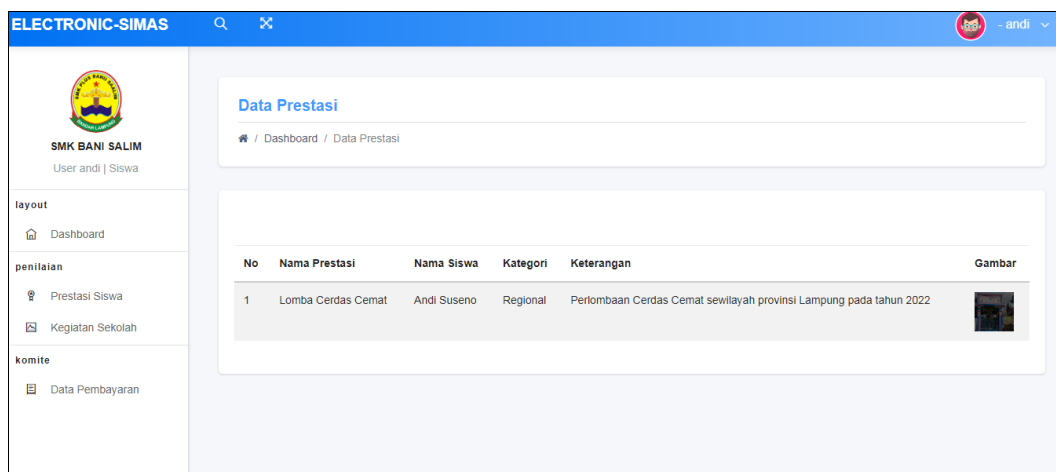 ELECTRONIC-SIMAS
- andi
SMK BANI SALIM
User andi | Siswa
layout
Dashboard
penilaian
Prestasi Siswa
Kegiatan Sekolah
komite
Data Pembayaran
Data Prestasi
/ Dashboard / Data Prestasi
No Nama Prestasi Nama Siswa Kategori Keterangan Gambar
1 Lomba Cerdas Cemat Andi Suseno Regional Perlombaan Cerdas Cemat sewilayah provinsi Lampung pada tahun 2022